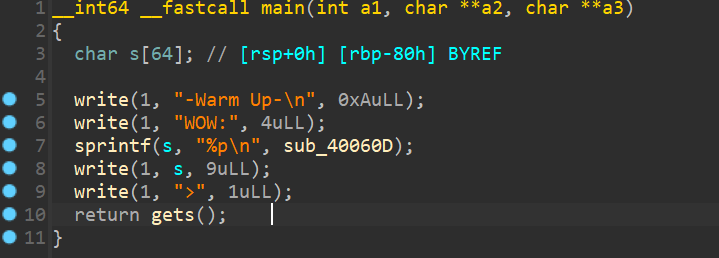 1 __int64 __fastcall main(int a1, char **a2, char **a3)
2 {
3 char s[64]; // [rsp+0h] [rbp-80h] BYREF
4
5 write(1, "-Warm Up-\n", 0xAuLL);
6 write(1, "WOW:", 4uLL);
7 sprintf(s, "%p\n", sub_40060D);
8 write(1, s, 9uLL);
9 write(1, ">", 1uLL);
10 return gets();
11 }